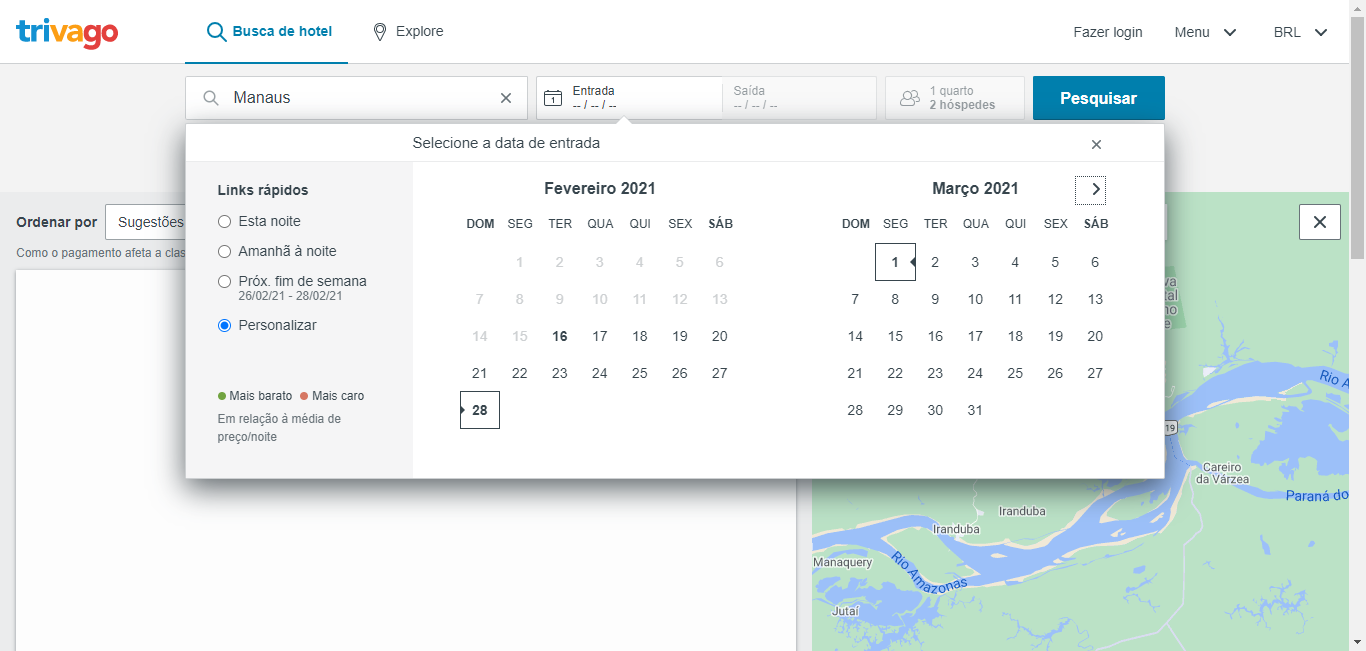 trivago
Busca de hotel
Explore
Fazer login
Menu
BRL
Manaus
1
Entrada
-- / -- / --
Saída
-- / -- / --
1 quarto
2 hóspedes
Pesquisar
Selecione a data de entrada
Links rápidos
Esta noite
Amanhã à noite
Próx. fim de semana
26/02/21 - 28/02/21
Personalizar
Mais barato
Mais caro
Em relação à média de
preço/noite
Fevereiro 2021
DOM SEG TER QUA QUI SEX SÁB
1 2 3 4 5 6
7 8 9 10 11 12 13
14 15 16 17 18 19 20
21 22 23 24 25 26 27
28
Março 2021
DOM SEG TER QUA QUI SEX SÁB
1 2 3 4 5 6
7 8 9 10 11 12 13
14 15 16 17 18 19 20
21 22 23 24 25 26 27
28 29 30 31
Ordenar por
Sugestões
Como o pagamento afeta a clas
va
al
no
e
Rio A
19
Careiro
da Várzea
Paraná do
Iranduba
Iranduba
Manaquery
Rio Amazonas
Jutaí